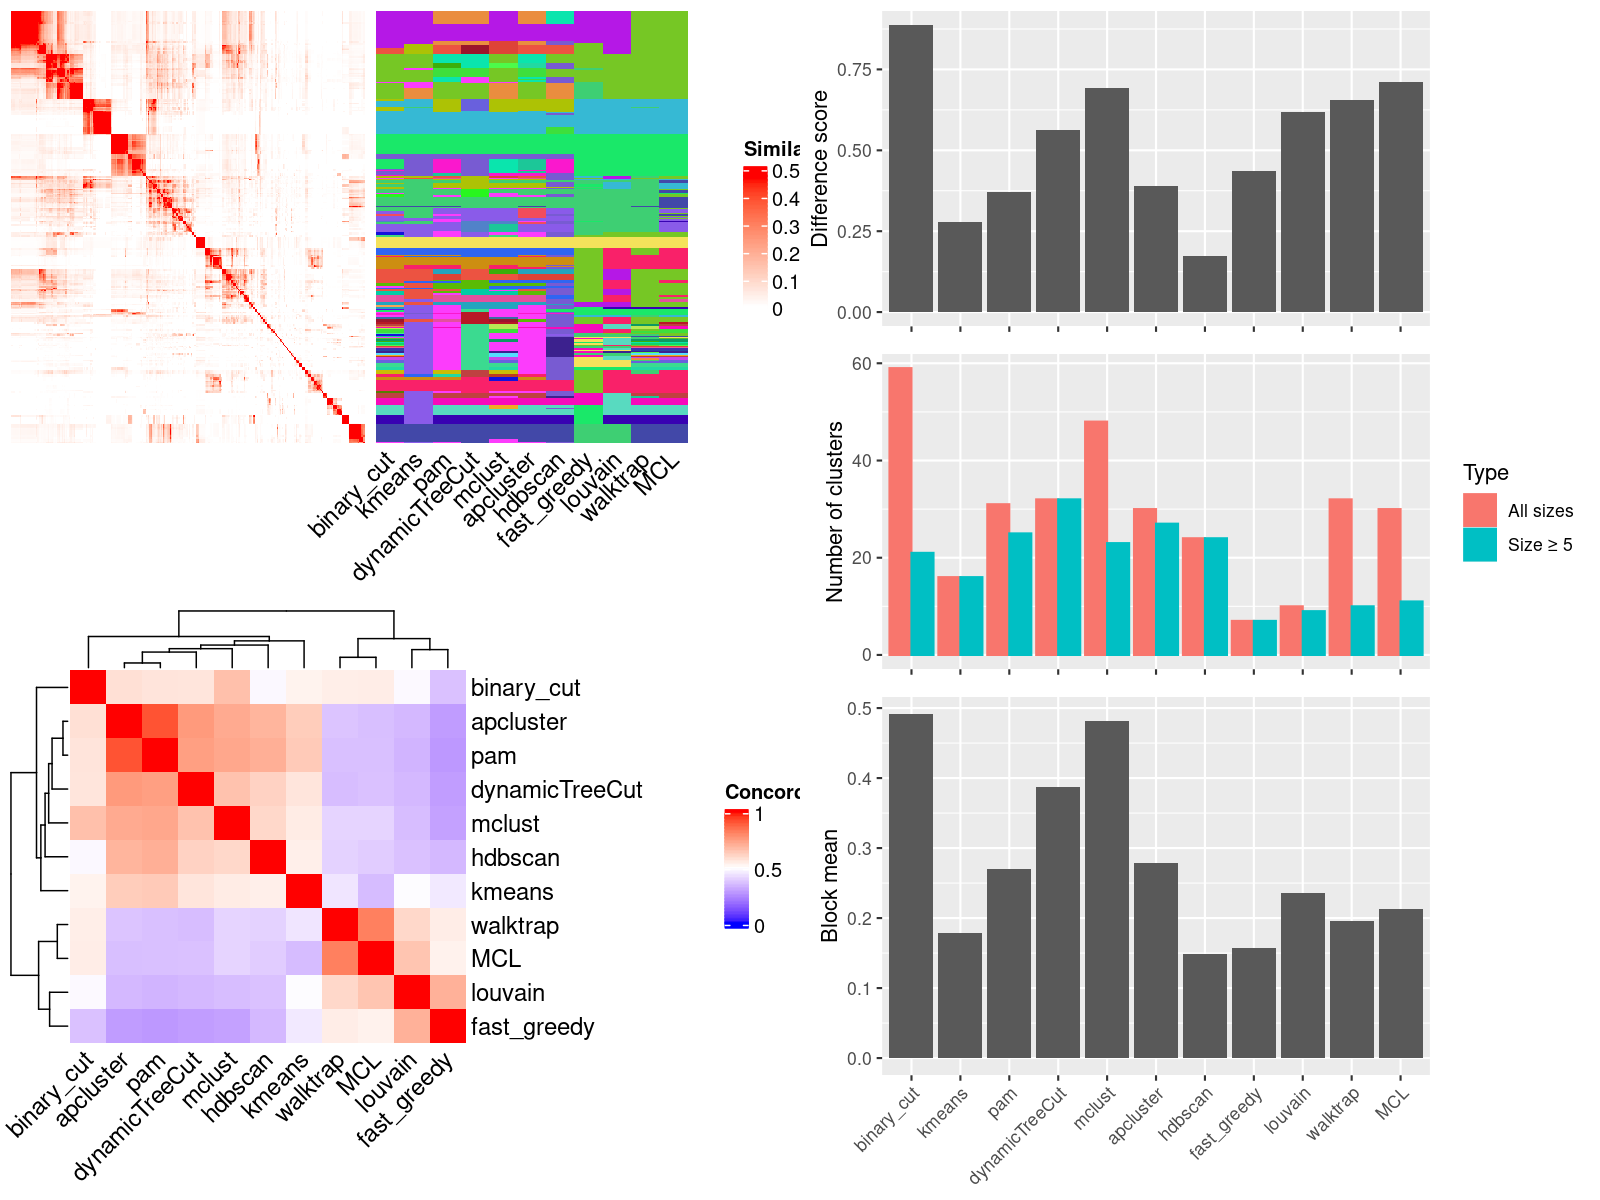 Simila
0.5
0.4
0.3
0.2
0.1
0
binary_cut
kmeans
pam
dynamicTreeCut
mclust
apcluster
hdbscan
fast_greedy
louvain
walktrap
MCL
Difference score
0.75
0.50
0.25
0.00
Number of clusters
60
40
20
0
Type
All sizes
Size ≥ 5
binary_cut
apcluster
pam
dynamicTreeCut
mclust
hdbscan
kmeans
walktrap
MCL
louvain
fast_greedy
binary_cut
apcluster
pam
dynamicTreeCut
mclust
hdbscan
kmeans
walktrap
MCL
louvain
fast_greedy
Concord
1
0.5
0
Block mean
0.5
0.4
0.3
0.2
0.1
0.0
binary_cut
kmeans
pam
dynamicTreeCut
mclust
apcluster
hdbscan
fast_greedy
louvain
walktrap
MCL